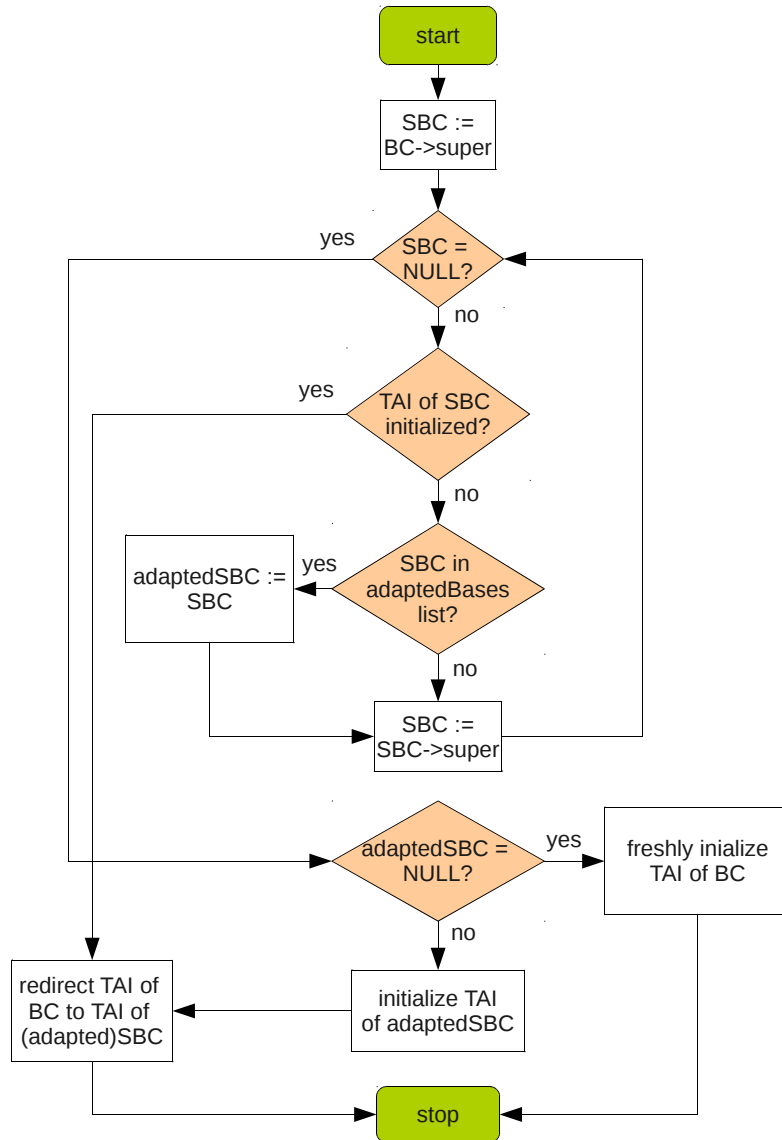 start
SBC :=
BC->super
yes
SBC =
NULL?
no
yes
TAI of SBC
initialized?
no
adaptedSBC :=
SBC
yes
SBC in
adaptedBases
list?
no
SBC :=
SBC->super
adaptedSBC =
NULL?
yes
freshly inialize
TAI of BC
no
redirect TAI of
BC to TAI of
(adapted)SBC
initialize TAI
of adaptedSBC
stop